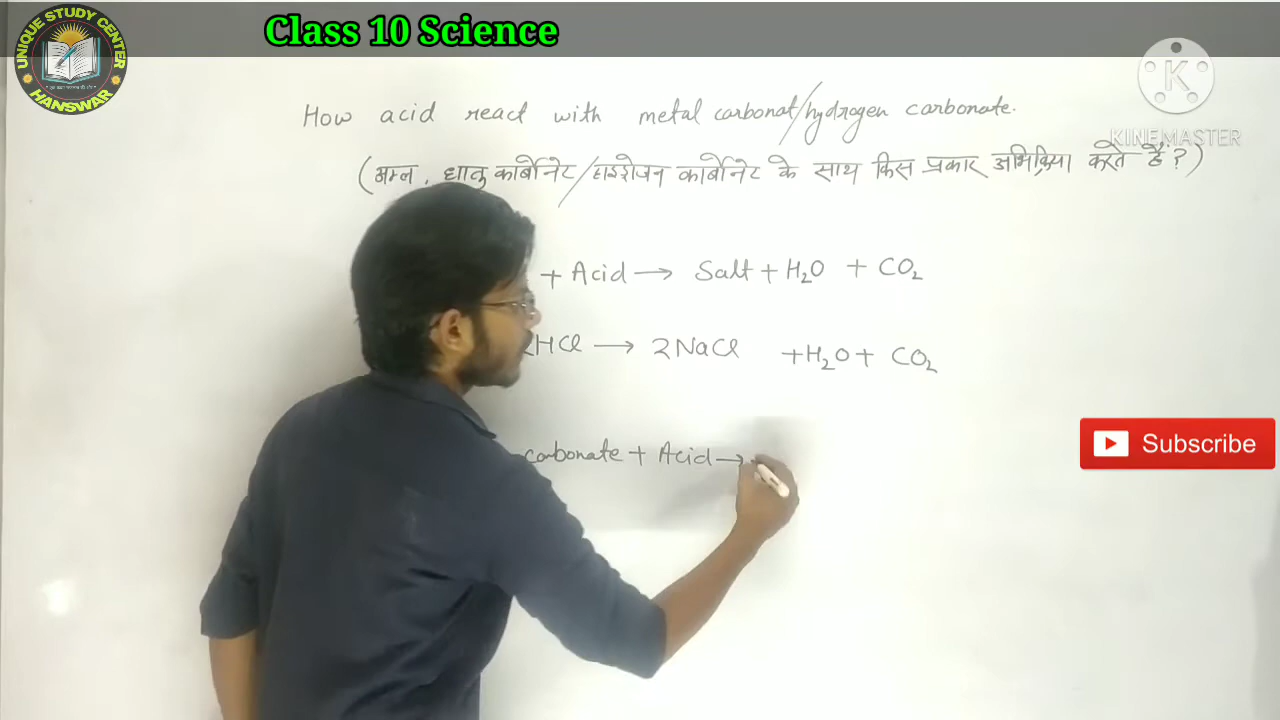 Class 10 Science
UNIQUE STUDY CENTER
HANSWAR
K
KINEMASTER
How acid react with metal carbonat/hydrogen carbonate.
(अम्ल, धातु कार्बोनेट/हाइड्रोजन कार्बोनेट के साथ किस प्रकार अभिक्रिया करते हैं?)
+ Acid → Salt + H₂O + CO₂
2HCl → 2NaCl + H₂O + CO₂
carbonate + Acid →
Subscribe